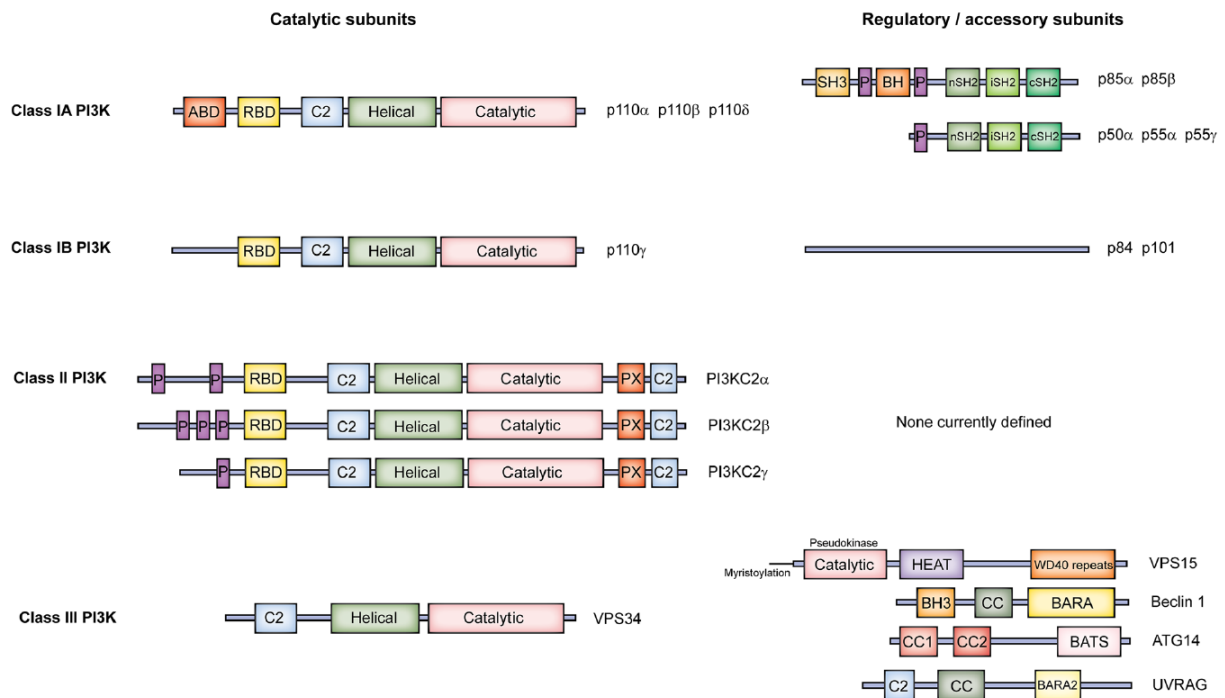 Catalytic subunits
Regulatory / accessory subunits
Class IA PI3K
ABD RBD C2 Helical Catalytic p110α p110β p110δ
SH3 P BH P nSH2 iSH2 cSH2 p85α p85β
P nSH2 iSH2 cSH2 p50α p55α p55γ
Class IB PI3K
RBD C2 Helical Catalytic p110γ
p84 p101
Class II PI3K
P P RBD C2 Helical Catalytic PX C2 PI3KC2α
P P P RBD C2 Helical Catalytic PX C2 PI3KC2β
P RBD C2 Helical Catalytic PX C2 PI3KC2γ
None currently defined
Class III PI3K
C2 Helical Catalytic VPS34
Pseudokinase
Myristoylation Catalytic HEAT WD40 repeats VPS15
BH3 CC BARA Beclin 1
CC1 CC2 BATS ATG14
C2 CC BARA2 UVRAG